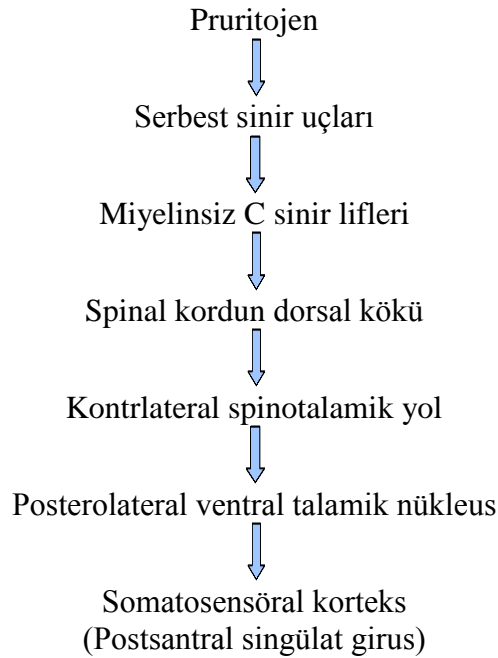 Pruritojen
Serbest sinir uçları
Miyelinsiz C sinir lifleri
Spinal kordun dorsal kökü
Kontrlateral spinotalamik yol
Posterolateral ventral talamik nükleus
Somatosensöral korteks
(Postsantral singülat girus)